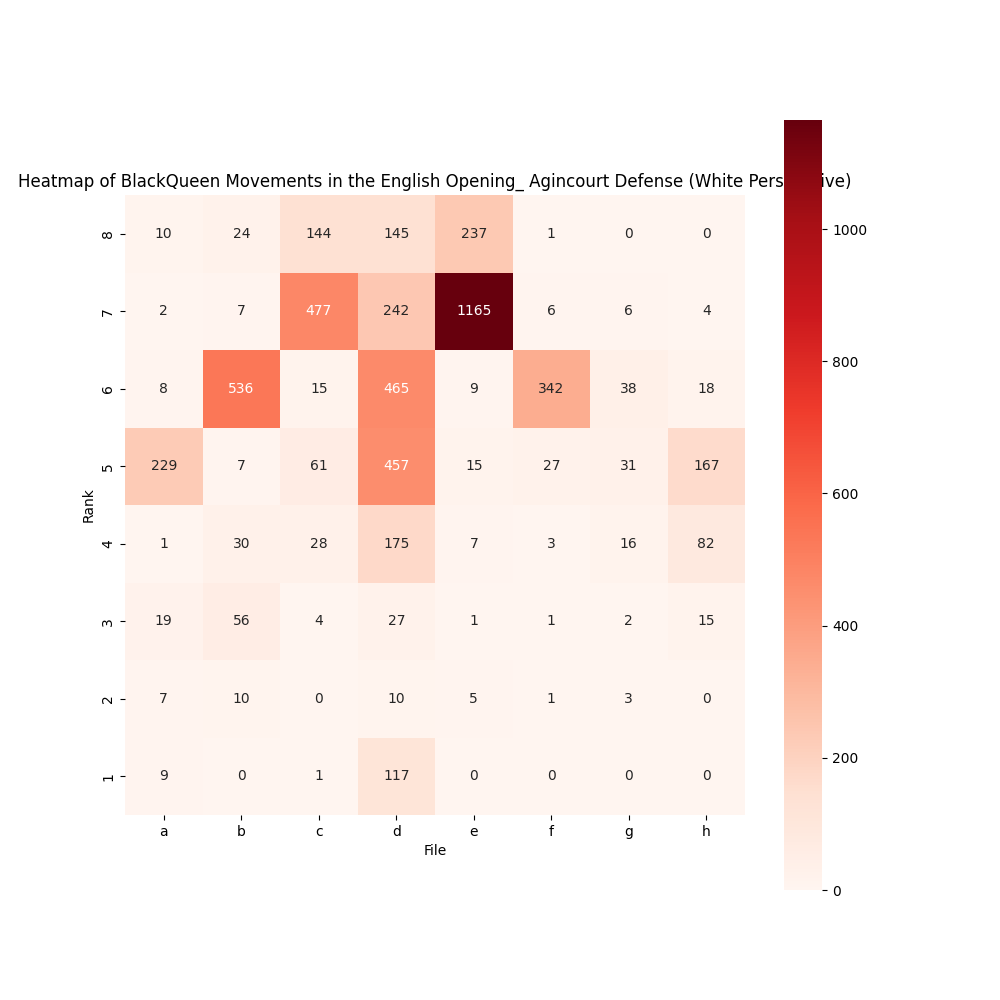 Heatmap of BlackQueen Movements in the English Opening_ Agincourt Defense (White Pers ive)
8 10 24 144 145 237 1 0 0
7 2 7 477 242 1165 6 6 4
6 8 536 15 465 9 342 38 18
5 229 7 61 457 15 27 31 167
4 1 30 28 175 7 3 16 82
3 19 56 4 27 1 1 2 15
2 7 10 0 10 5 1 3 0
1 9 0 1 117 0 0 0 0
a b c d e f g h
File
Rank
1000
800
600
400
200
0